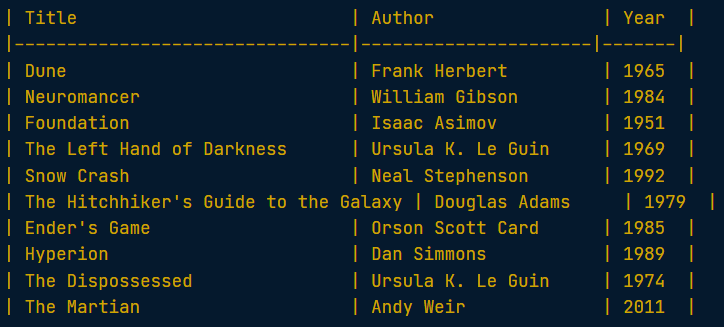 | Title                          | Author                | Year  |
|--------------------------------|----------------------|-------|
| Dune                           | Frank Herbert         | 1965  |
| Neuromancer                    | William Gibson        | 1984  |
| Foundation                     | Isaac Asimov          | 1951  |
| The Left Hand of Darkness      | Ursula K. Le Guin     | 1969  |
| Snow Crash                     | Neal Stephenson       | 1992  |
| The Hitchhiker's Guide to the Galaxy | Douglas Adams     | 1979  |
| Ender's Game                   | Orson Scott Card      | 1985  |
| Hyperion                       | Dan Simmons           | 1989  |
| The Dispossessed               | Ursula K. Le Guin     | 1974  |
| The Martian                    | Andy Weir             | 2011  |